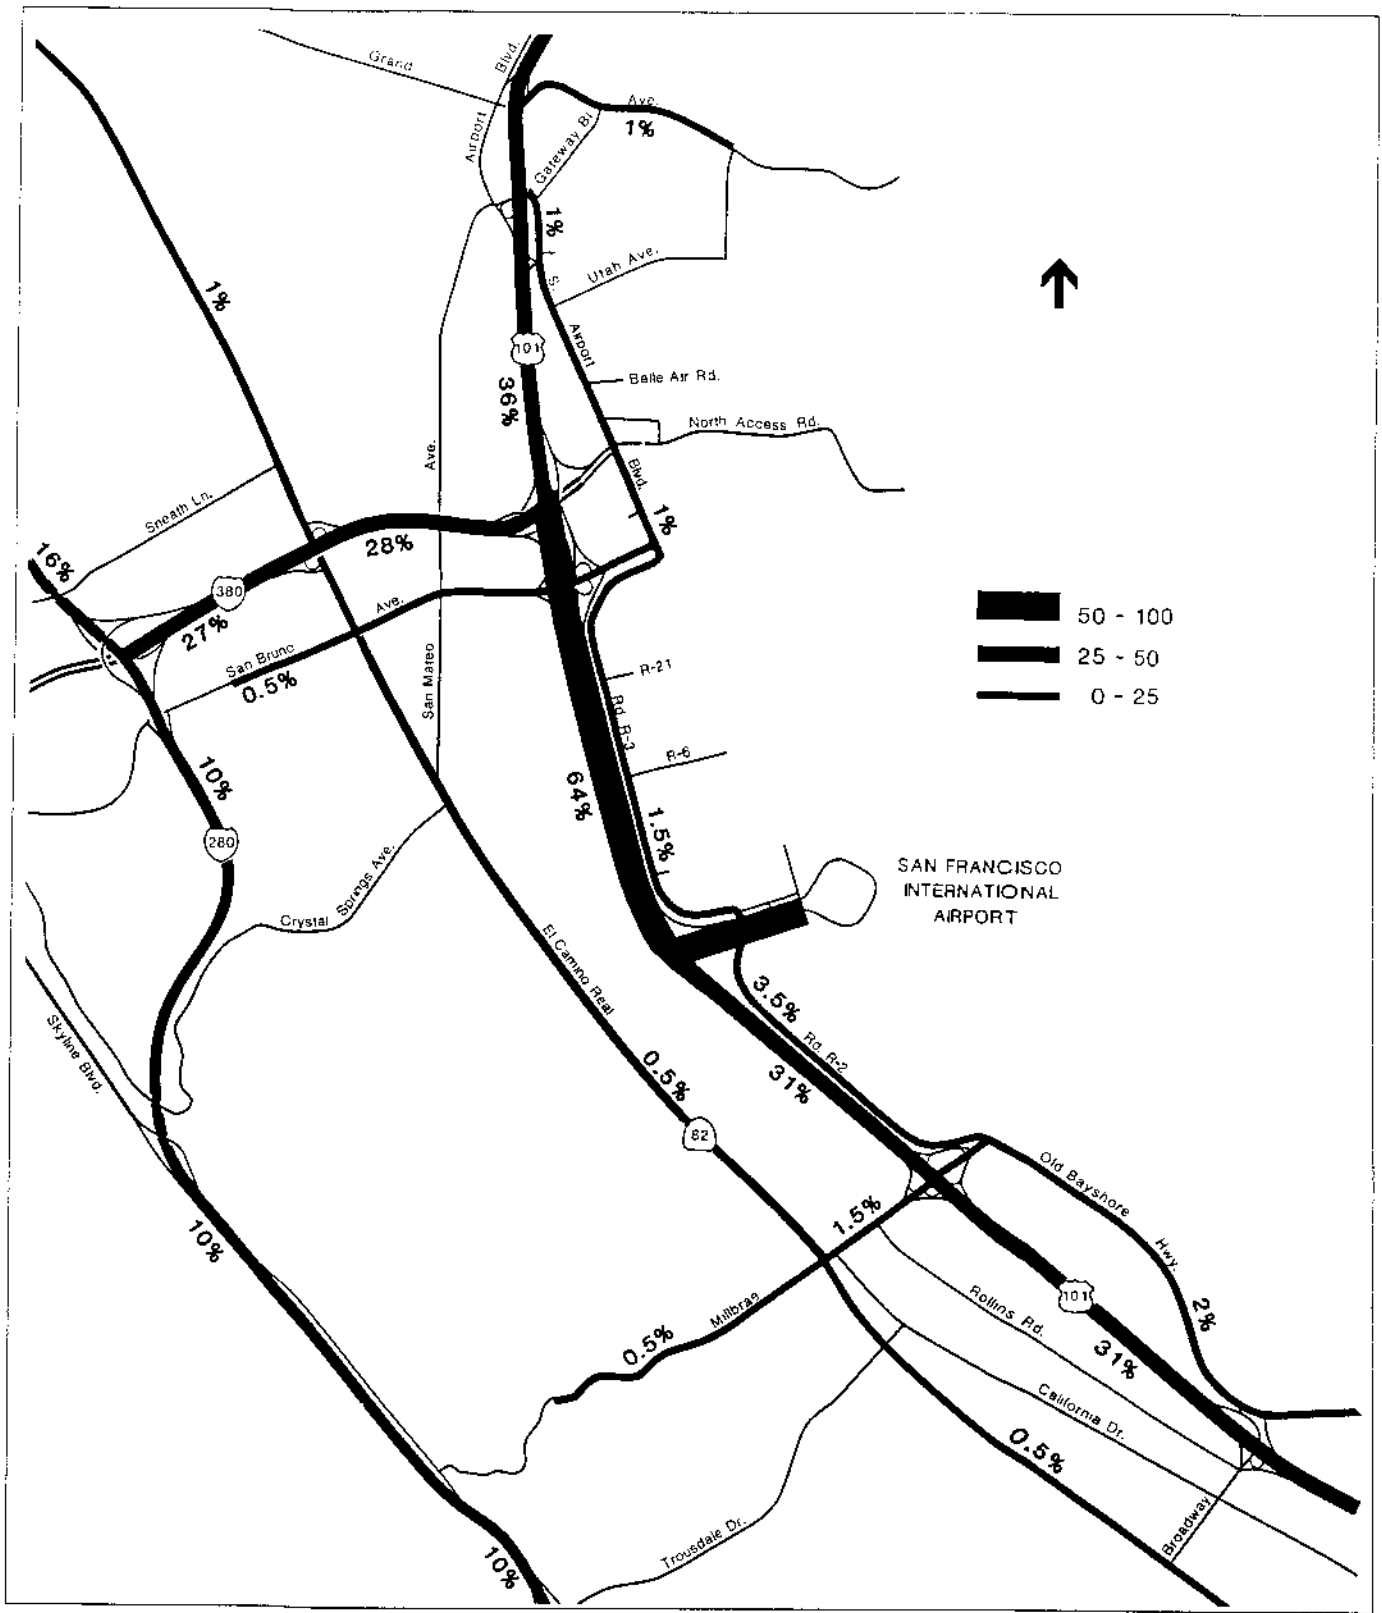 Grand
Blvd.
Airport
Ave.
1%
Gateway Bl
1%
S.
Utah Ave.
1%
101
Airport
36%
Belle Air Rd.
North Access Rd.
Ave.
Blvd.
Sneath Ln.
1%
28%
16%
380
Ave.
27%
San Bruno
0.5%
San Mateo
50 - 100
25 - 50
0 - 25
R-21
Rd. R-3
R-6
10%
64%
1.5%
280
SAN FRANCISCO
INTERNATIONAL
AIRPORT
Crystal Springs Ave.
El Camino Real
3.5%
Rd. R-2
Skyline Blvd.
0.5%
31%
82
Old Bayshore
Hwy.
1.5%
10%
101
Rollins Rd.
2%
Millbrae
0.5%
31%
California Dr.
0.5%
Broadway
Trousdale Dr.
10%